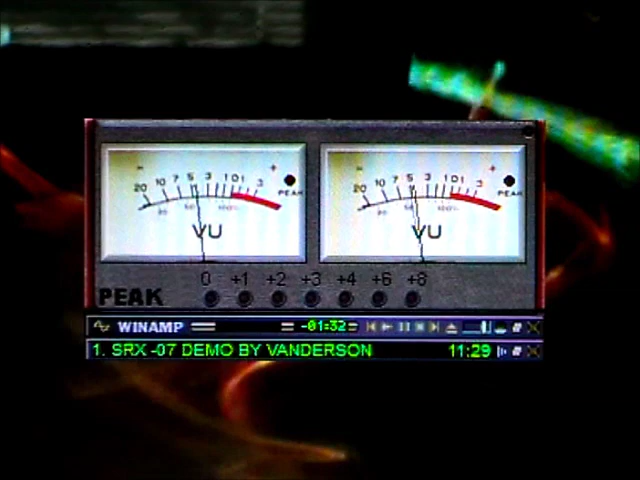 - +
20 10 7 5 3 1 0 1 3 PEAK
VU
- +
20 10 7 5 3 1 0 1 3 PEAK
VU
0 +1 +2 +3 +4 +6 +8
PEAK
WINAMP -01:32
1. SRX -07 DEMO BY VANDERSON 11:29